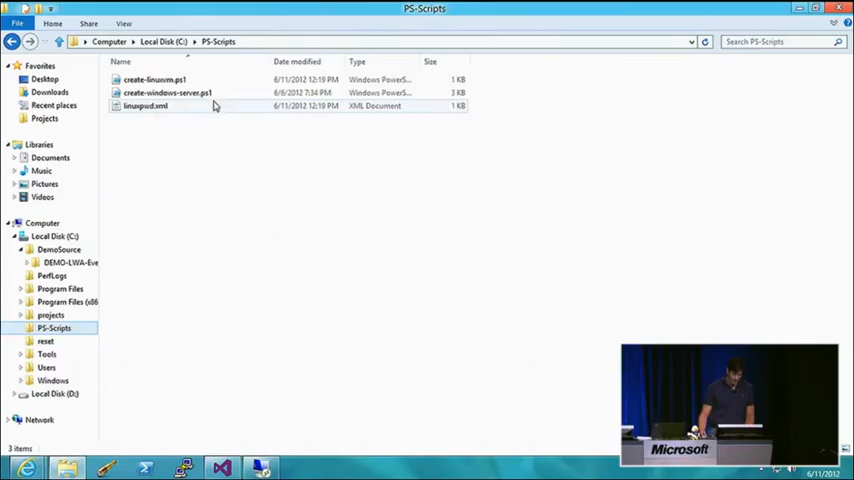 PS-Scripts
File Home Share View
Computer Local Disk (C:) PS-Scripts
Search PS-Scripts
Name Date modified Type Size
create-linuxvm.ps1 6/11/2012 12:19 PM Windows PowerS... 1 KB
create-windows-server.ps1 6/6/2012 7:34 PM Windows PowerS... 3 KB
linuxpwd.xml 6/11/2012 12:19 PM XML Document 1 KB
Favorites
Desktop
Downloads
Recent places
Projects
Libraries
Documents
Music
Pictures
Videos
Computer
Local Disk (C:)
DemoSource
DEMO-LWA-Eve
PerfLogs
Program Files
Program Files (x86
projects
PS-Scripts
reset
Tools
Users
Windows
Local Disk (D:)
Network
3 items
Microsoft
6/11/2012